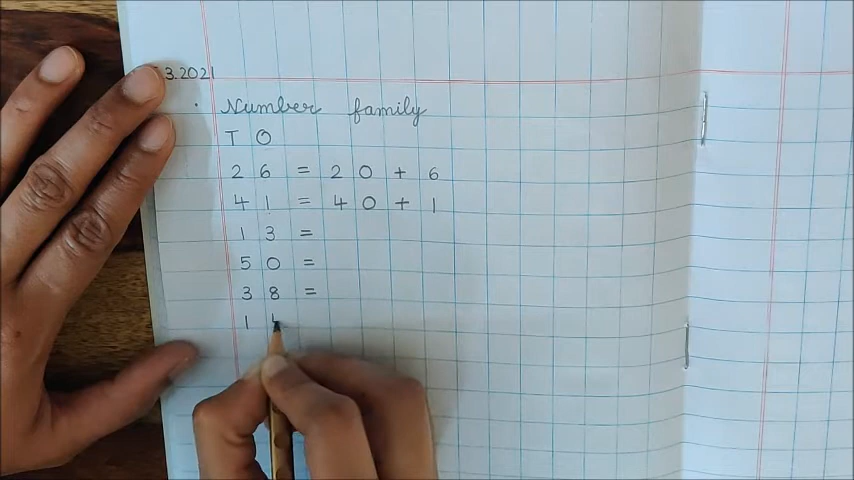 3.2021
Number family
T O
2 6 = 2 0 + 6
4 1 = 4 0 + 1
1 3 =
5 0 =
3 8 =
1